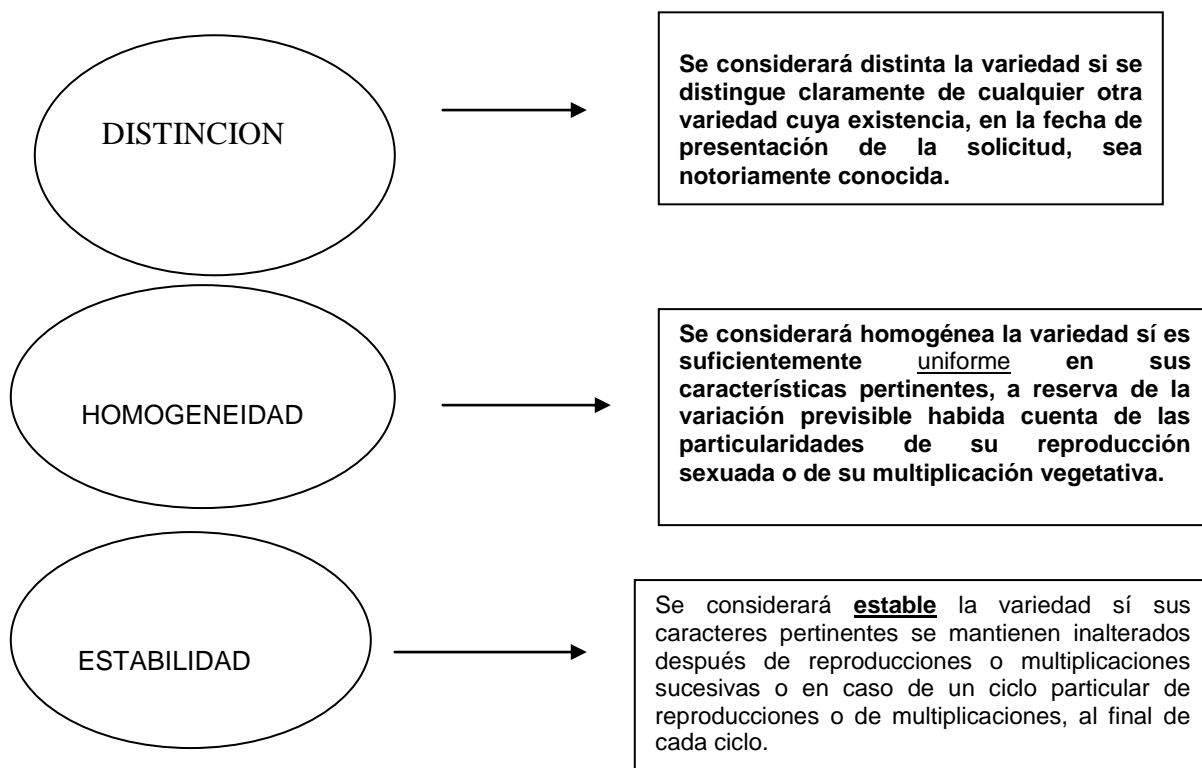 DISTINCION
Se considerará distinta la variedad si se
distingue claramente de cualquier otra
variedad cuya existencia, en la fecha de
presentación de la solicitud, sea
notoriamente conocida.
HOMOGENEIDAD
Se considerará homogénea la variedad sí es
suficientemente uniforme en sus
características pertinentes, a reserva de la
variación previsible habida cuenta de las
particularidades de su reproducción
sexuada o de su multiplicación vegetativa.
ESTABILIDAD
Se considerará estable la variedad sí sus
caracteres pertinentes se mantienen inalterados
después de reproducciones o multiplicaciones
sucesivas o en caso de un ciclo particular de
reproducciones o de multiplicaciones, al final de
cada ciclo.